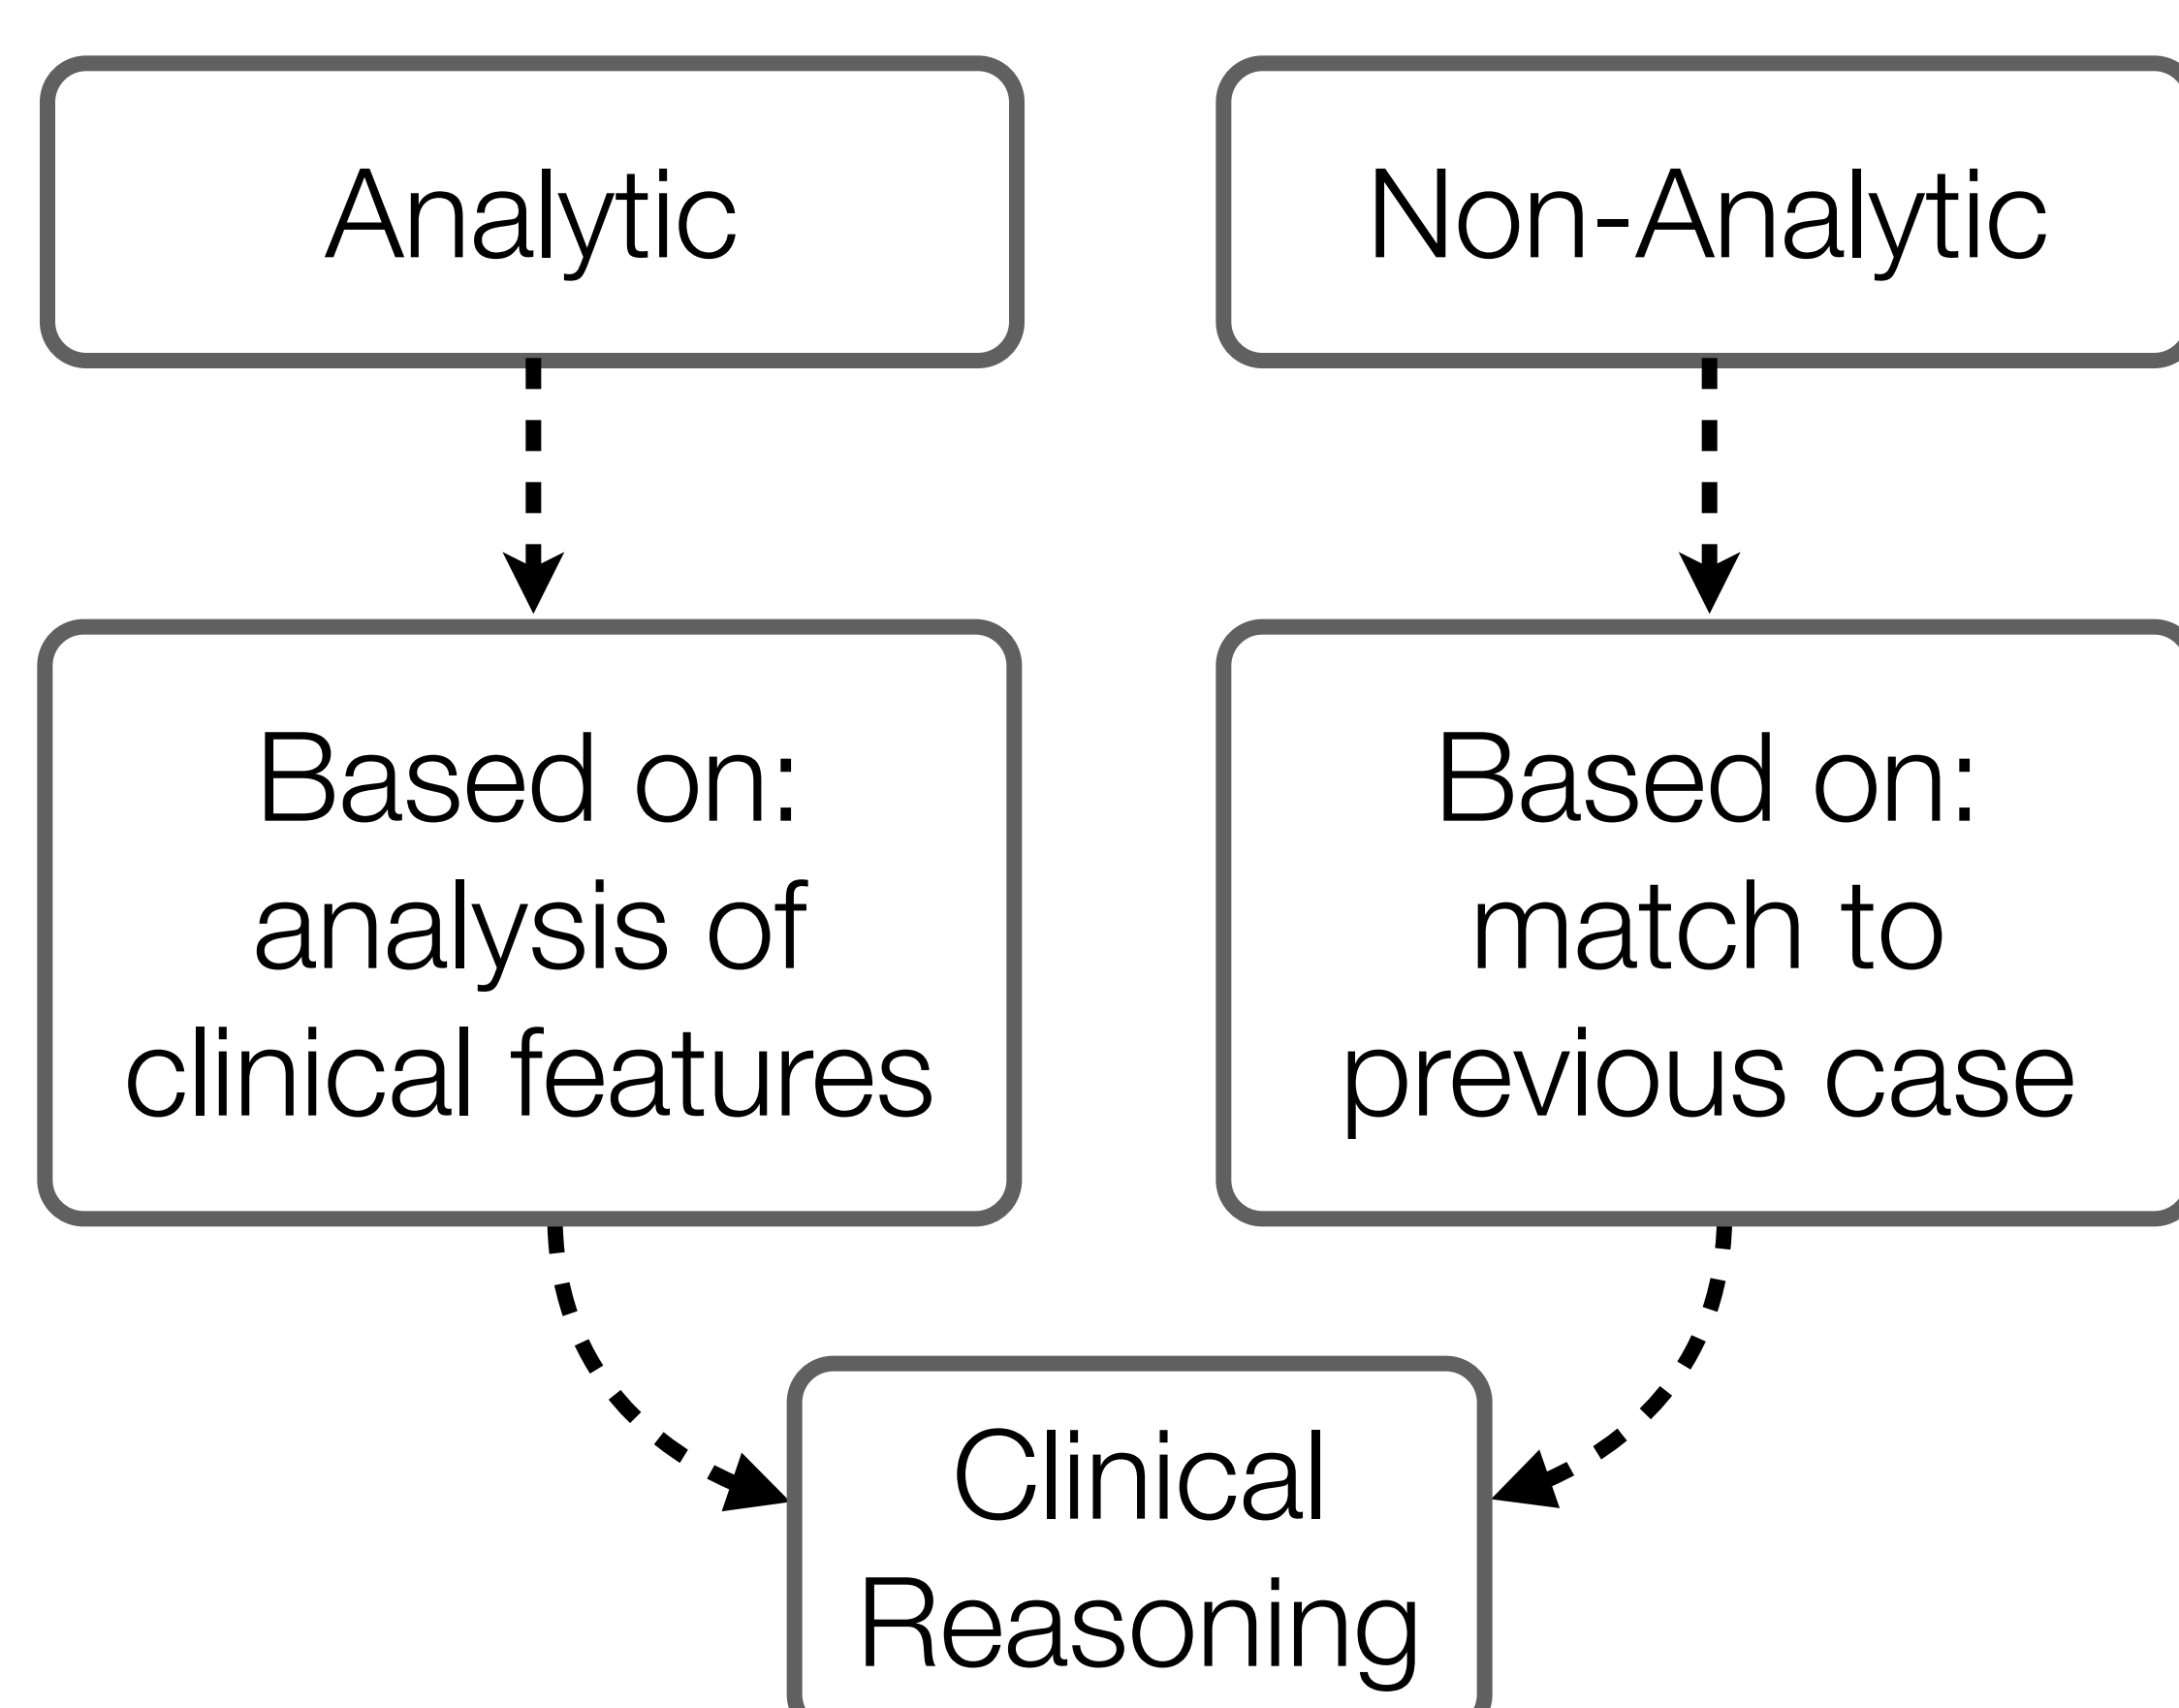 Analytic
Non-Analytic
Based on:
analysis of
clinical features
Based on:
match to
previous case
Clinical
Reasoning